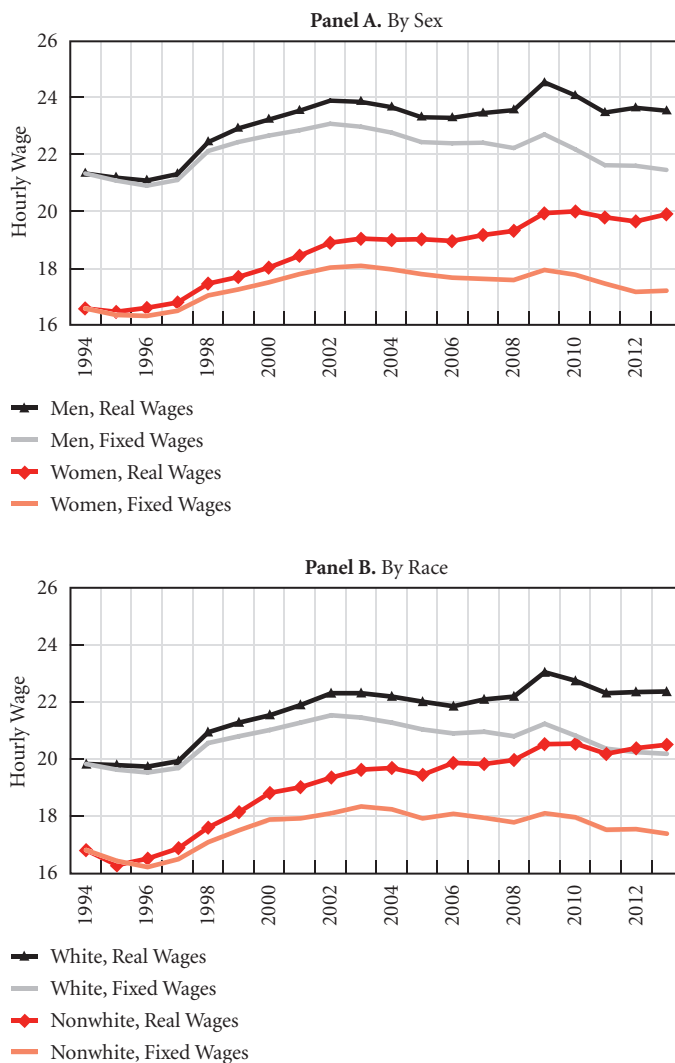 Panel A. By Sex
26
24
22
20
18
16
Hourly Wage
1994
1996
1998
2000
2002
2004
2006
2008
2010
2012
Men, Real Wages
Men, Fixed Wages
Women, Real Wages
Women, Fixed Wages
Panel B. By Race
26
24
22
20
18
16
Hourly Wage
1994
1996
1998
2000
2002
2004
2006
2008
2010
2012
White, Real Wages
White, Fixed Wages
Nonwhite, Real Wages
Nonwhite, Fixed Wages